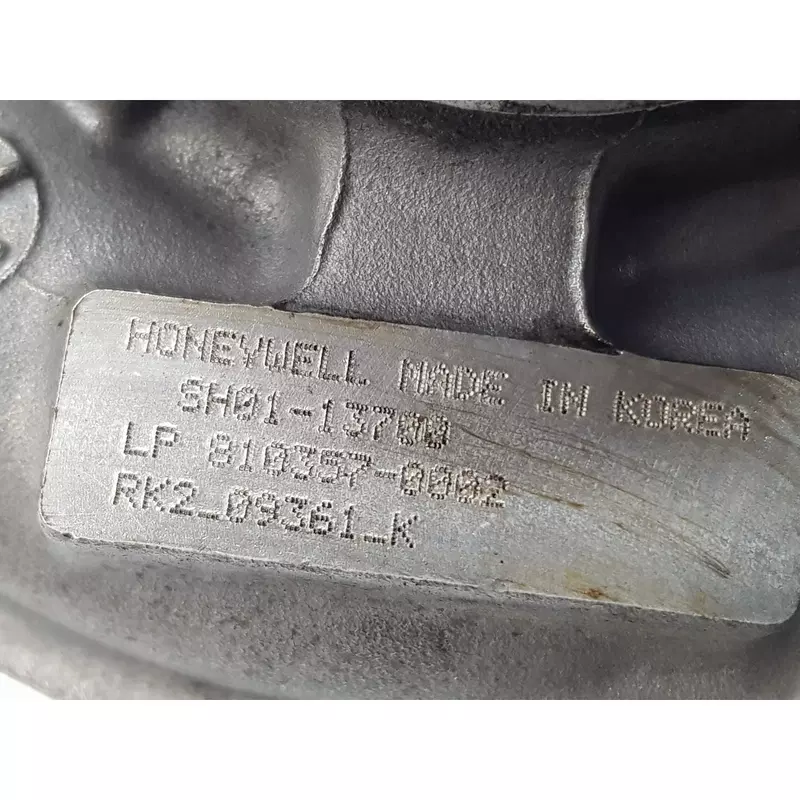 HONEYWELL MADE IN KOREA
SH01-13700
LP 810357-0002
RK2_09361_K